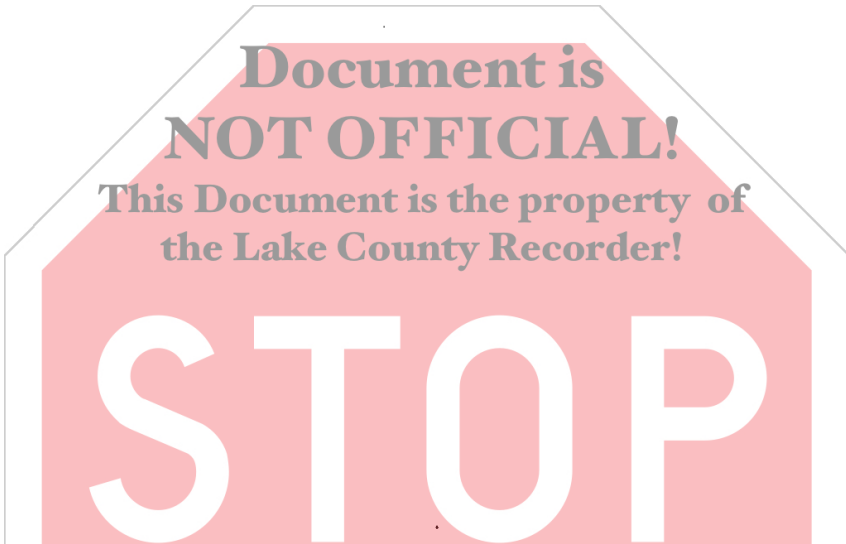 Document is
NOT OFFICIAL!
This Document is the property of
the Lake County Recorder!
STOP